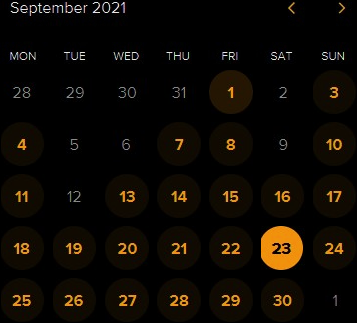 September 2021
MON TUE WED THU FRI SAT SUN
28 29 30 31 1 2 3
4 5 6 7 8 9 10
11 12 13 14 15 16 17
18 19 20 21 22 23 24
25 26 27 28 29 30 1